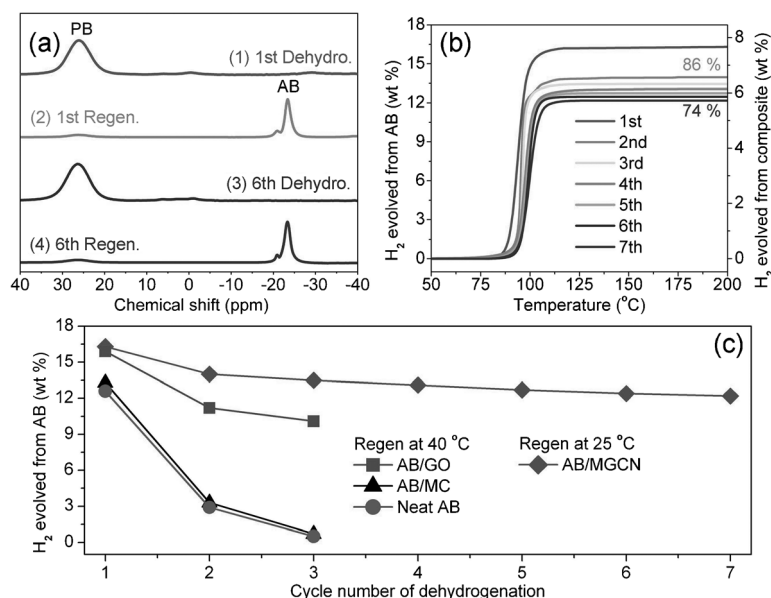 (a)
PB
(1) 1st Dehydro.
AB
(2) 1st Regen.
(3) 6th Dehydro.
(4) 6th Regen.
40 30 20 10 0 -10 -20 -30 -40
Chemical shift (ppm)
(b)
H₂ evolved from AB (wt %)
18
15
12
9
6
3
0
86 %
74 %
1st
2nd
3rd
4th
5th
6th
7th
8
6
4
2
0
H₂ evolved from composite (wt %)
50 100 150 200
Temperature (°C)
(c)
H₂ evolved from AB (wt %)
18
15
12
9
6
3
0
Regen at 40 °C
AB/GO
AB/MC
Neat AB
Regen at 25 °C
AB/MGCN
1 2 3 4 5 6 7
Cycle number of dehydrogenation